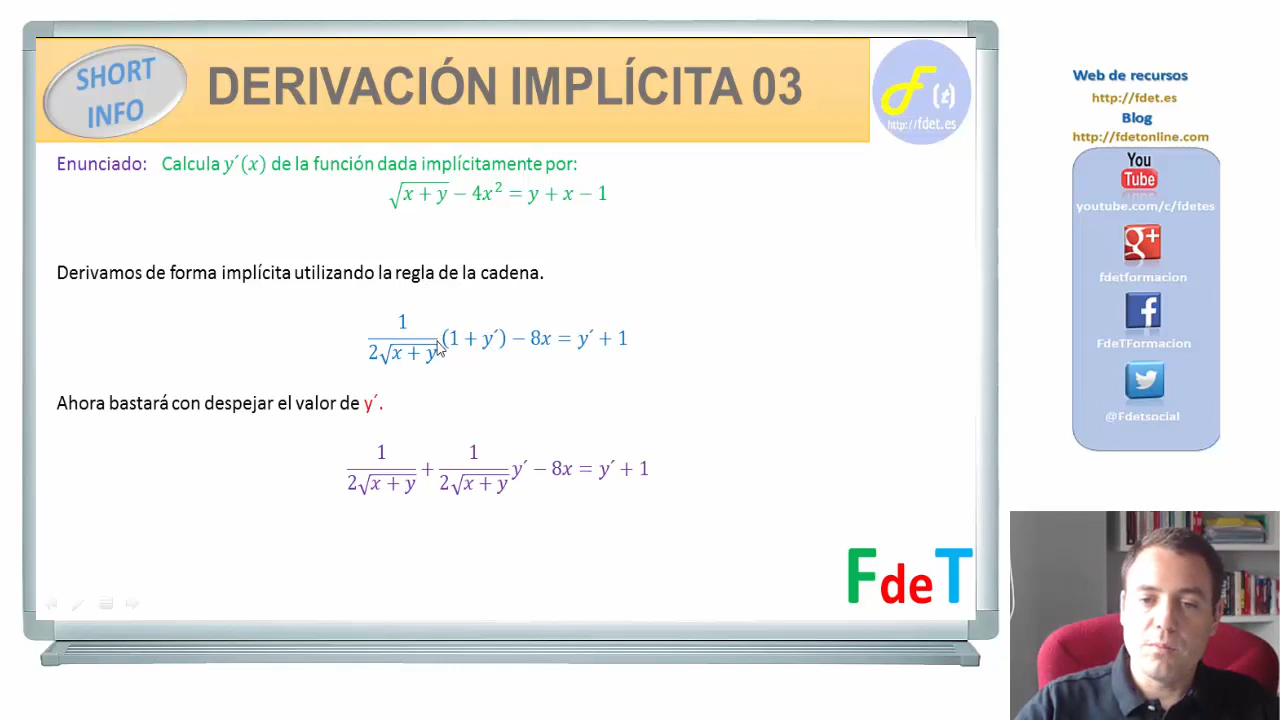 SHORT
INFO
DERIVACIÓN IMPLÍCITA 03
F (t)
http://fdet.es
Enunciado: Calcula y´(x) de la función dada implícitamente por:
√(x + y) − 4x² = y + x − 1
Derivamos de forma implícita utilizando la regla de la cadena.
1/(2√(x + y)) (1 + y´) − 8x = y´ + 1
Ahora bastará con despejar el valor de y´.
1/(2√(x + y)) + 1/(2√(x + y)) y´ − 8x = y´ + 1
FdeT
Web de recursos
http://fdet.es
Blog
http://fdetonline.com
You
Tube
youtube.com/c/fdetes
g+
fdetformacion
f
FdeTFormacion
@Fdetsocial